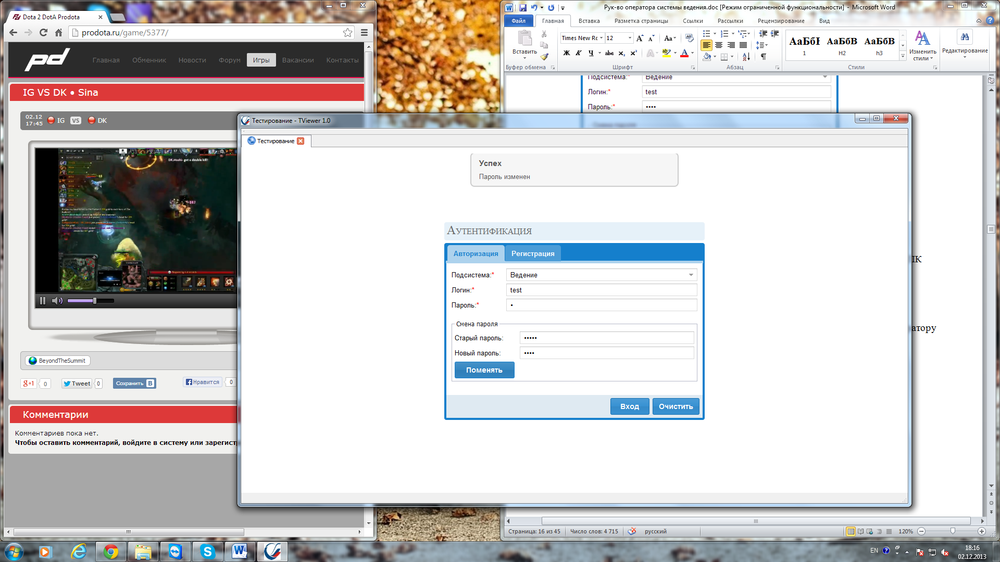 Dota 2 DotA Prodota
prodota.ru/game/5377/
pd
Главная Обменник Новости Форум Игры Вакансии Контакты
IG VS DK • Sina
02.12
17:45
IG VS DK
DK.Mushi- got a double kill!
BeyondTheSummit
g+1 0 Tweet 0 Сохранить B Нравится 0
Комментарии
Комментариев пока нет.
Чтобы оставить комментарий, войдите в систему или зарегист
Рук-во оператора системы ведения.doc [Режим ограниченной функциональности] - Microsoft Word
Файл Главная Вставка Разметка страницы Ссылки Рассылки Рецензирование Вид
Вставить
Буфер обмена
Times New Rc 12
Ж К Ч abc x₂ x²
Шрифт
Абзац
АаБбІ АаБбВ АаБбВ
1 H2 h3
Стили
Изменить
стили
Редактирование
Подсистема:* Ведение
Логин:* test
Пароль:* ••••
ІК
атору
Страница: 16 из 45 Число слов: 4 715 русский 120%
Тестирование - TViewer 1.0
Тестирование
Успех
Пароль изменен
Аутентификация
Авторизация Регистрация
Подсистема:* Ведение
Логин:* test
Пароль:* •
Смена пароля
Старый пароль: •••••
Новый пароль: ••••
Поменять
Вход Очистить
EN
18:16
02.12.2013